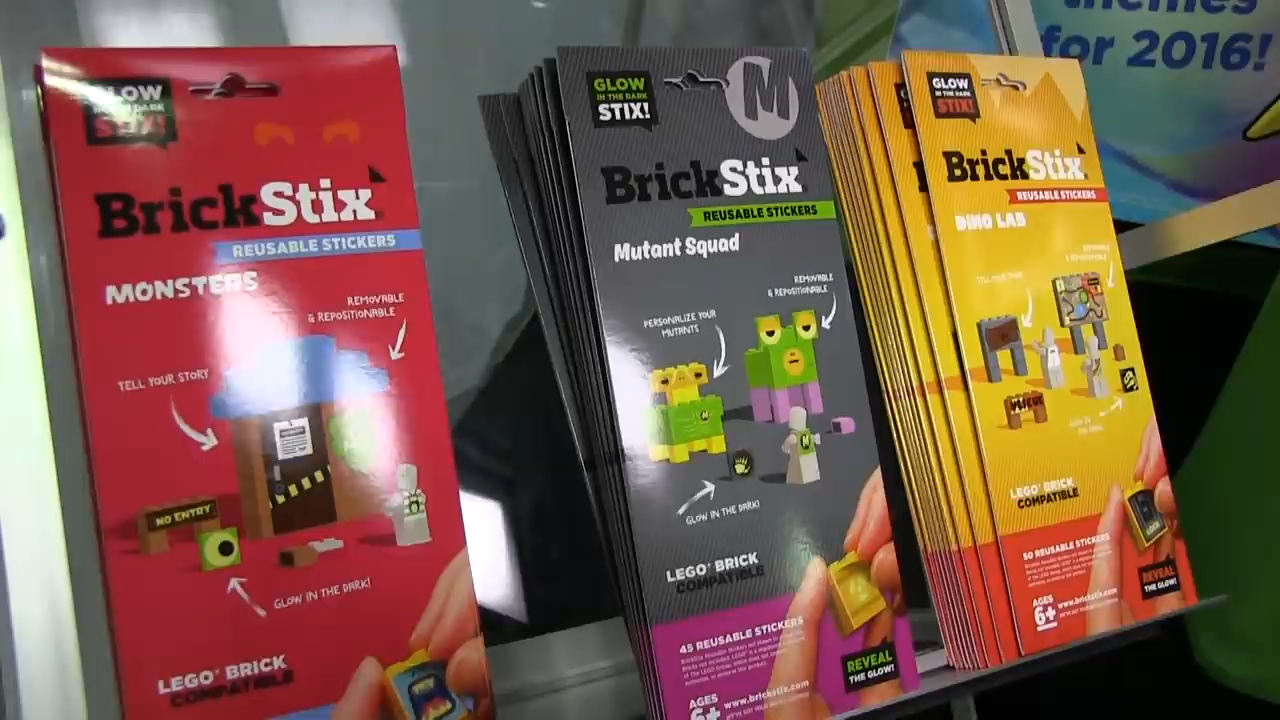 themes
for 2016!
GLOW
IN THE DARK
STIX!
BrickStix
REUSABLE STICKERS
MONSTERS
REMOVABLE
& REPOSITIONABLE
TELL YOUR STORY
NO ENTRY
GLOW IN THE DARK!
LEGO® BRICK
COMPATIBLE
GLOW
IN THE DARK
STIX!
M
BrickStix
REUSABLE STICKERS
Mutant Squad
REMOVABLE
& REPOSITIONABLE
PERSONALIZE YOUR
MUTANTS
M
M
GLOW IN THE DARK!
LEGO® BRICK
COMPATIBLE
45 REUSABLE STICKERS
REVEAL
THE GLOW!
AGES
6+
www.brickstix.com
GLOW
IN THE DARK
STIX!
BrickStix
REUSABLE STICKERS
DINO LAB
REMOVABLE
& REPOSITIONABLE
LEGO® BRICK
COMPATIBLE
LOCK
50 REUSABLE STICKERS
REVEAL
THE GLOW!
AGES
6+
www.brickstix.com